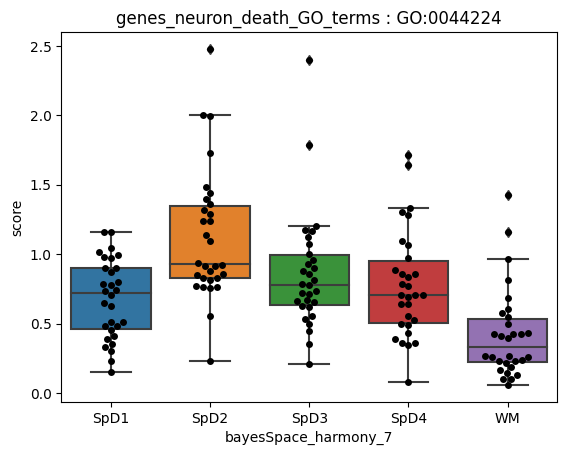 genes_neuron_death_GO_terms : GO:0044224
score
2.5
2.0
1.5
1.0
0.5
0.0
SpD1 SpD2 SpD3 SpD4 WM
bayesSpace_harmony_7